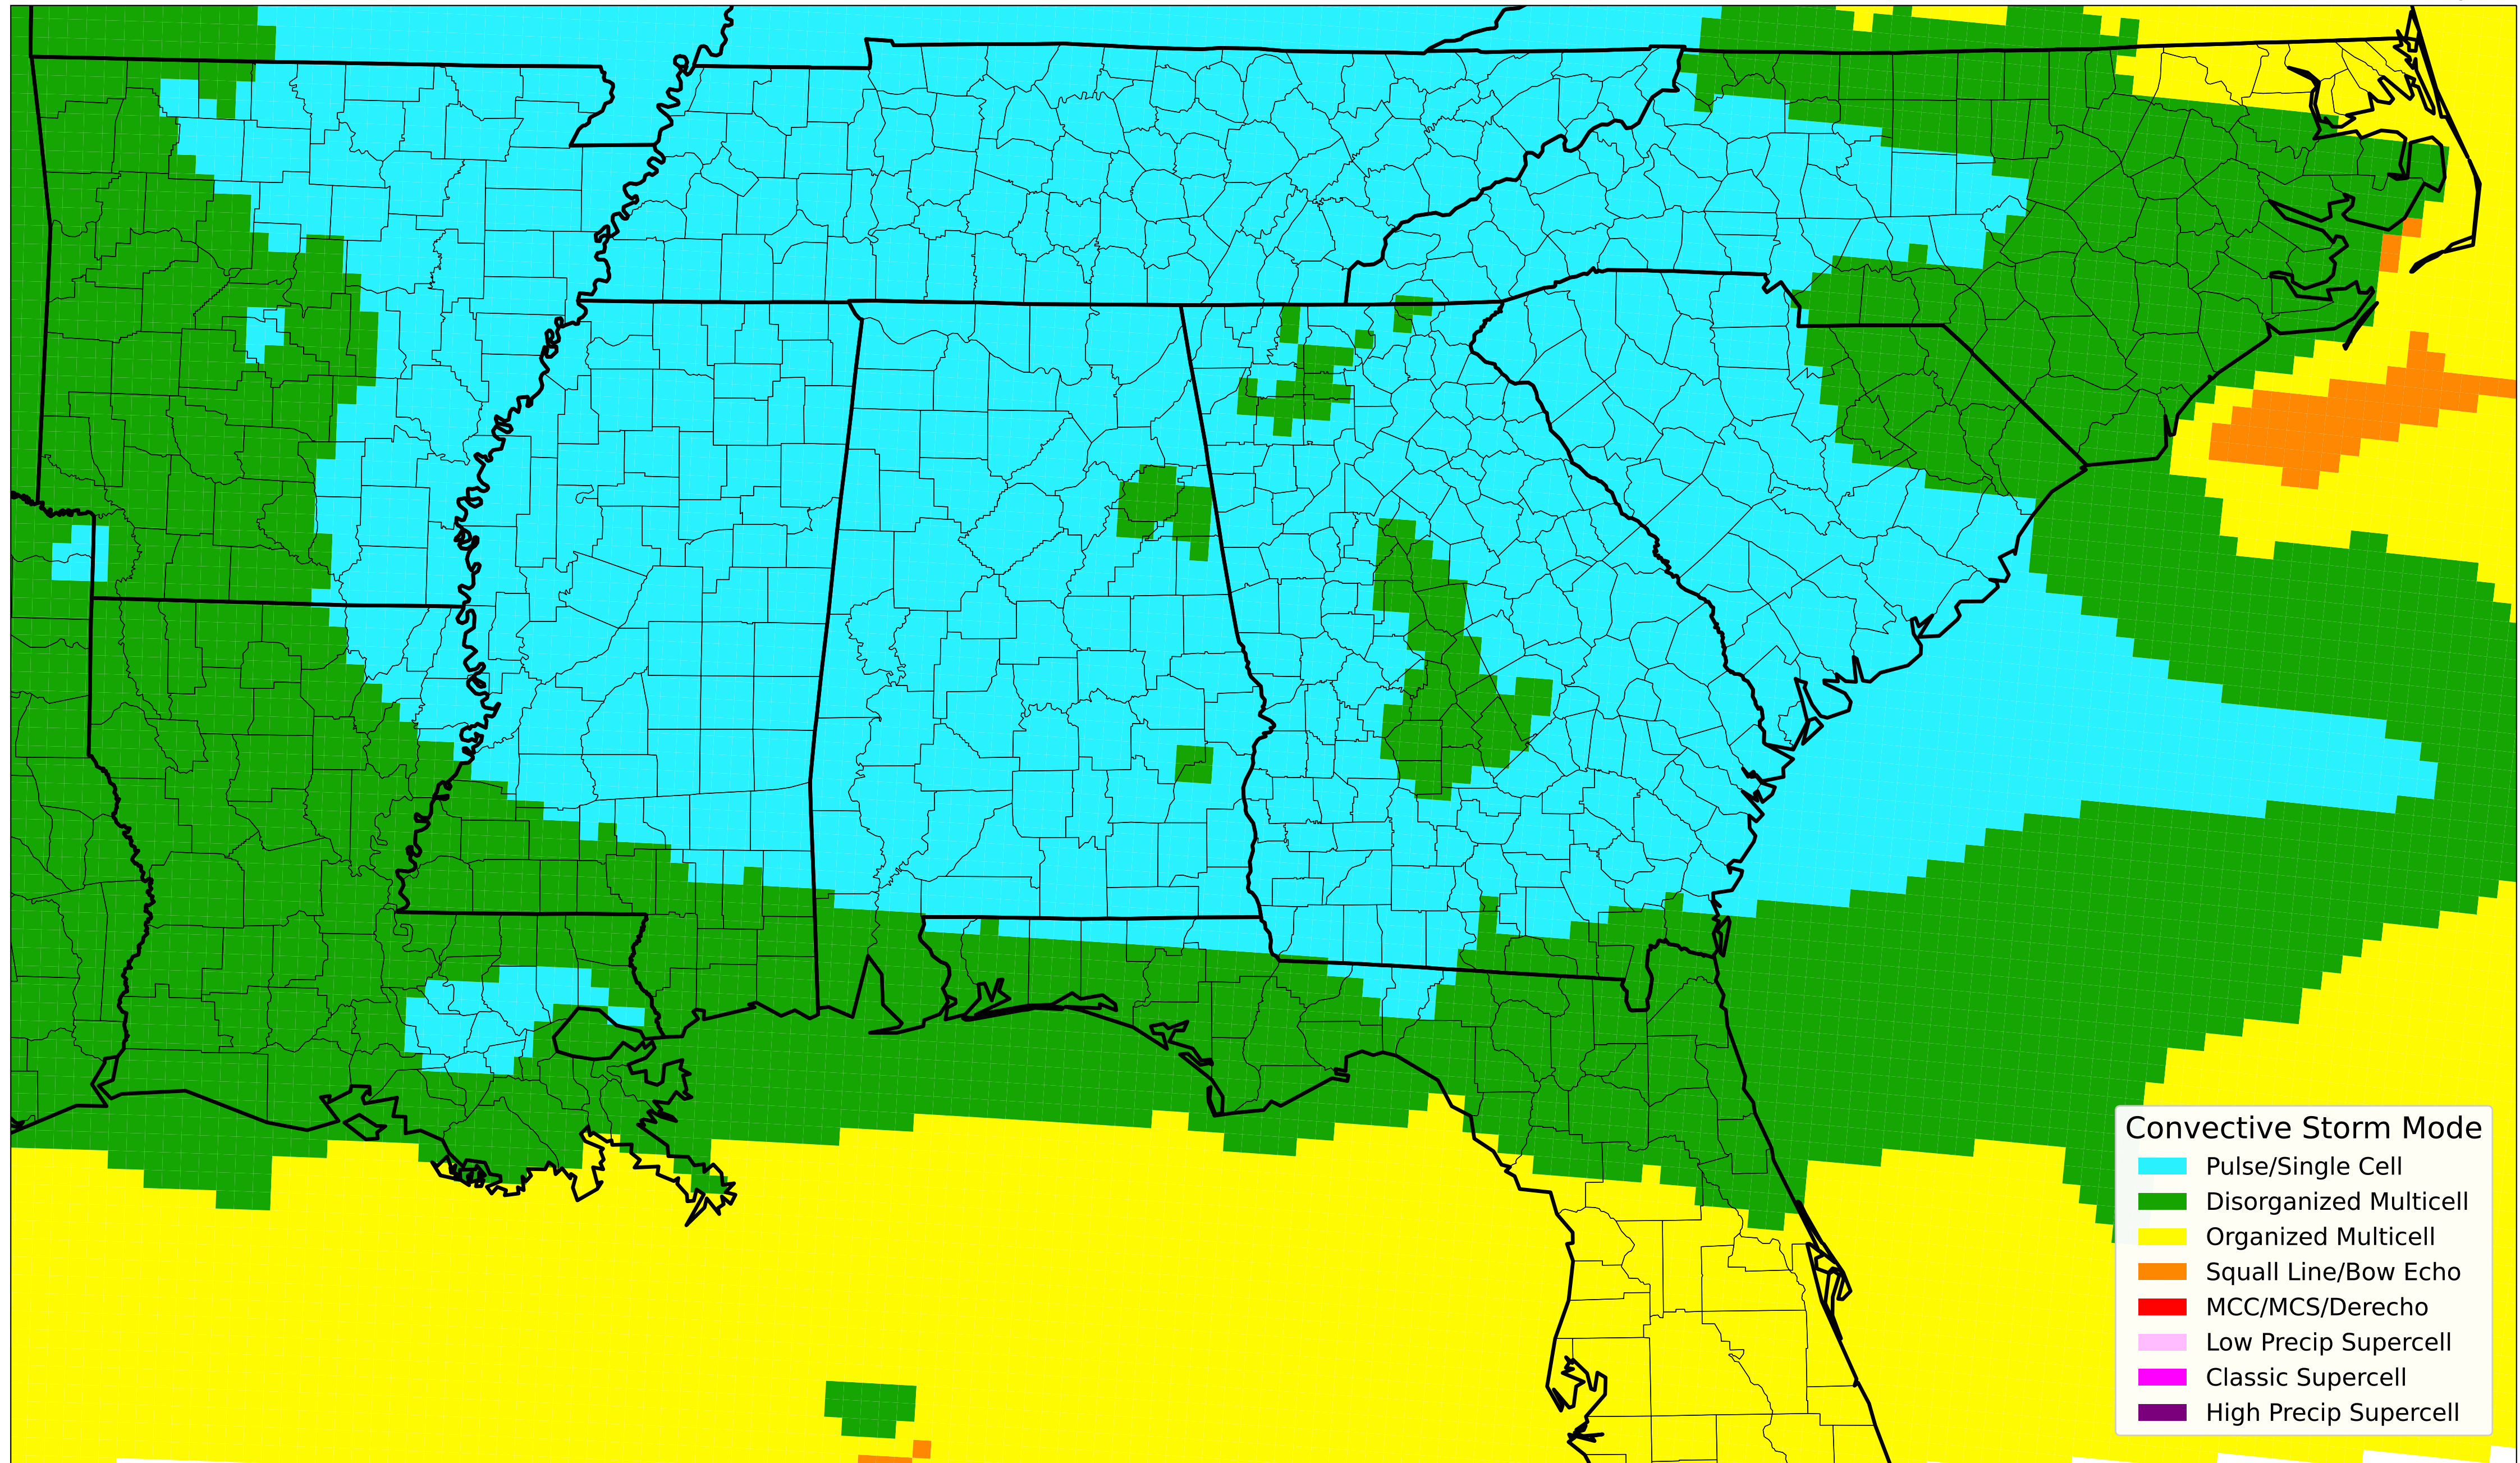 Convective Storm Mode
Pulse/Single Cell
Disorganized Multicell
Organized Multicell
Squall Line/Bow Echo
MCC/MCS/Derecho
Low Precip Supercell
Classic Supercell
High Precip Supercell